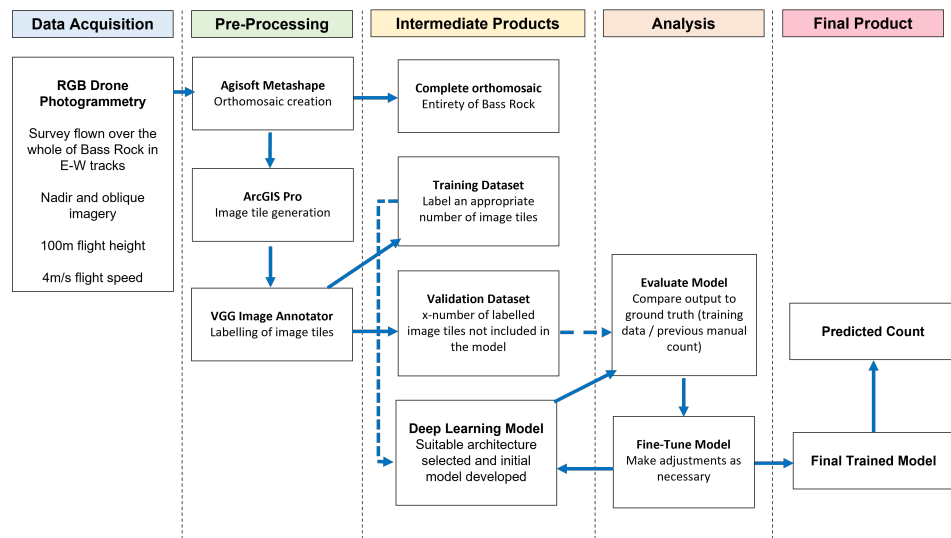 Data Acquisition
Pre-Processing
Intermediate Products
Analysis
Final Product
RGB Drone
Photogrammetry
Survey flown over the
whole of Bass Rock in
E-W tracks
Nadir and oblique
imagery
100m flight height
4m/s flight speed
Agisoft Metashape
Orthomosaic creation
ArcGIS Pro
Image tile generation
VGG Image Annotator
Labelling of image tiles
Complete orthomosaic
Entirety of Bass Rock
Training Dataset
Label an appropriate
number of image tiles
Validation Dataset
x-number of labelled
image tiles not included in
the model
Deep Learning Model
Suitable architecture
selected and initial
model developed
Evaluate Model
Compare output to
ground truth (training
data / previous manual
count)
Fine-Tune Model
Make adjustments as
necessary
Predicted Count
Final Trained Model